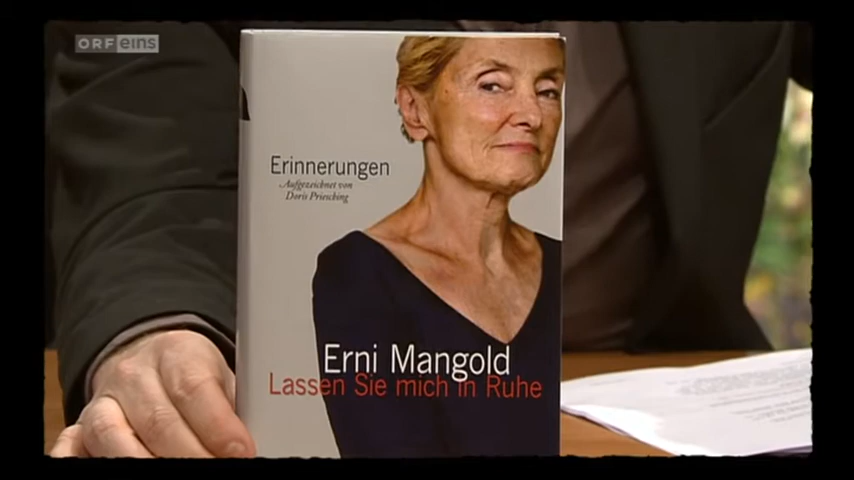 ORF eins
Erinnerungen
Aufgezeichnet von
Doris Priesching
Erni Mangold
Lassen Sie mich in Ruhe